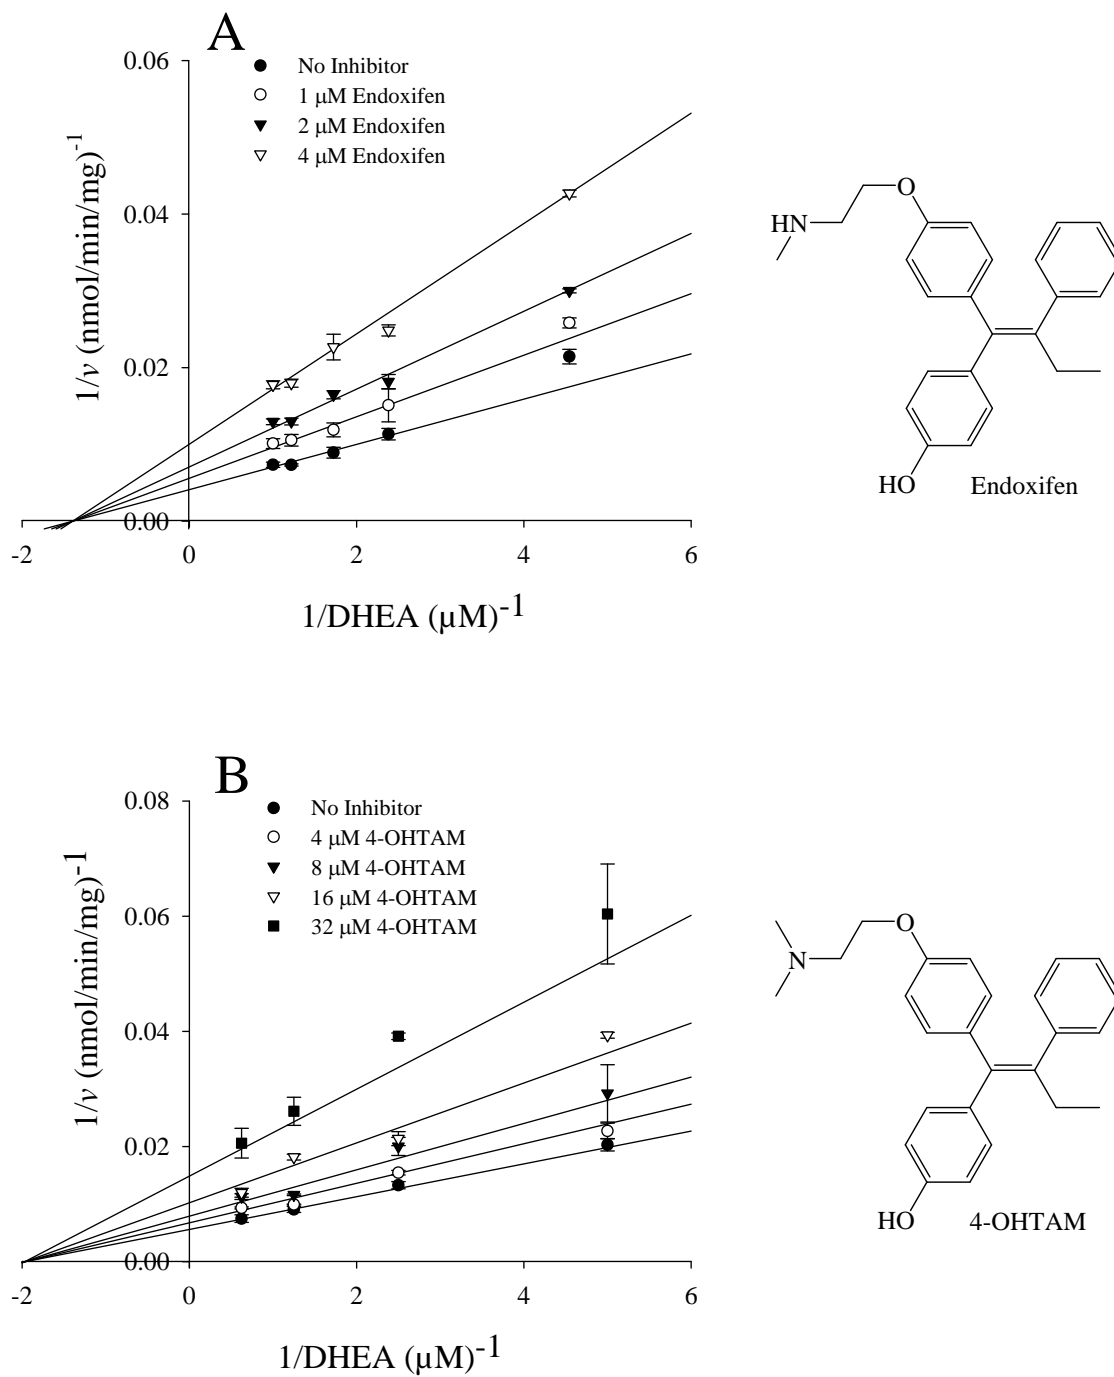 A
No Inhibitor
1 μM Endoxifen
2 μM Endoxifen
4 μM Endoxifen
1/v (nmol/min/mg)-1
0.06
0.04
0.02
0.00
-2
0
2
4
6
1/DHEA (μM)-1
HN
O
HO
Endoxifen
B
No Inhibitor
4 μM 4-OHTAM
8 μM 4-OHTAM
16 μM 4-OHTAM
32 μM 4-OHTAM
1/v (nmol/min/mg)-1
0.08
0.06
0.04
0.02
0.00
-2
0
2
4
6
1/DHEA (μM)-1
N
O
HO
4-OHTAM